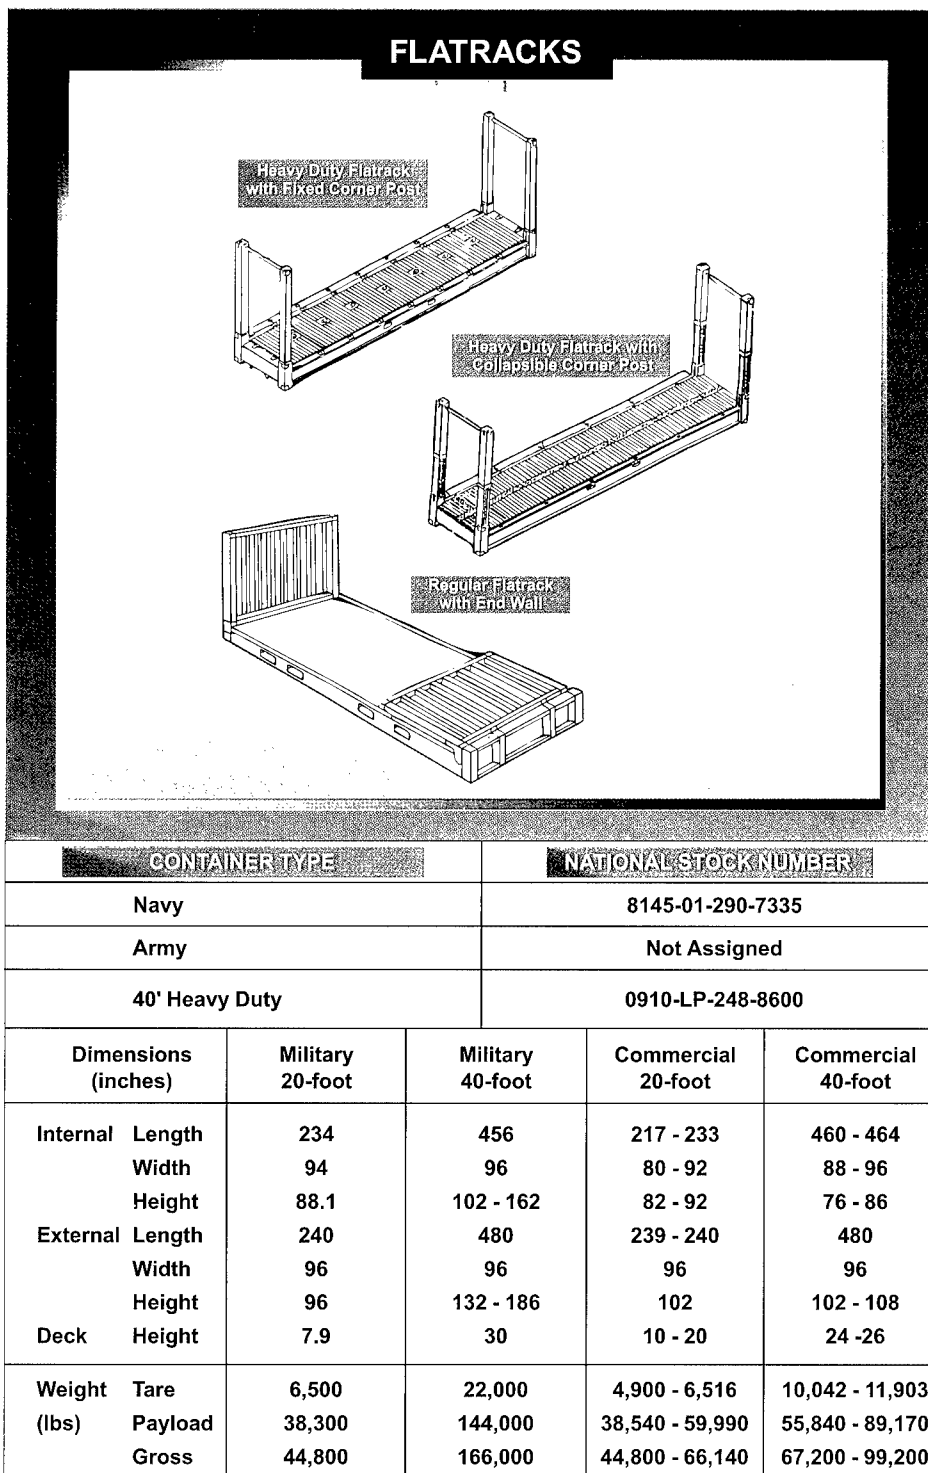 FLATRACKS
Heavy Duty Flatrack
with Fixed Corner Post
Heavy Duty Flatrack with
Collapsible Corner Post
Regular Flatrack
with End Wall
CONTAINER TYPE NATIONAL STOCK NUMBER
Navy 8145-01-290-7335
Army Not Assigned
40' Heavy Duty 0910-LP-248-8600
Dimensions Military Military Commercial Commercial
(inches) 20-foot 40-foot 20-foot 40-foot
Internal Length 234 456 217 - 233 460 - 464
Width 94 96 80 - 92 88 - 96
Height 88.1 102 - 162 82 - 92 76 - 86
External Length 240 480 239 - 240 480
Width 96 96 96 96
Height 96 132 - 186 102 102 - 108
Deck Height 7.9 30 10 - 20 24 -26
Weight Tare 6,500 22,000 4,900 - 6,516 10,042 - 11,903
(lbs) Payload 38,300 144,000 38,540 - 59,990 55,840 - 89,170
Gross 44,800 166,000 44,800 - 66,140 67,200 - 99,200